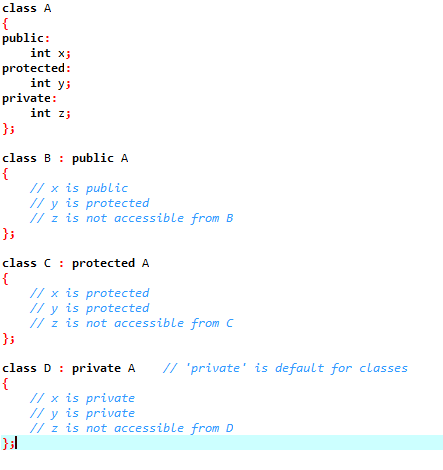 class A
{
public:
    int x;
protected:
    int y;
private:
    int z;
};

class B : public A
{
    // x is public
    // y is protected
    // z is not accessible from B
};

class C : protected A
{
    // x is protected
    // y is protected
    // z is not accessible from C
};

class D : private A    // 'private' is default for classes
{
    // x is private
    // y is private
    // z is not accessible from D
};